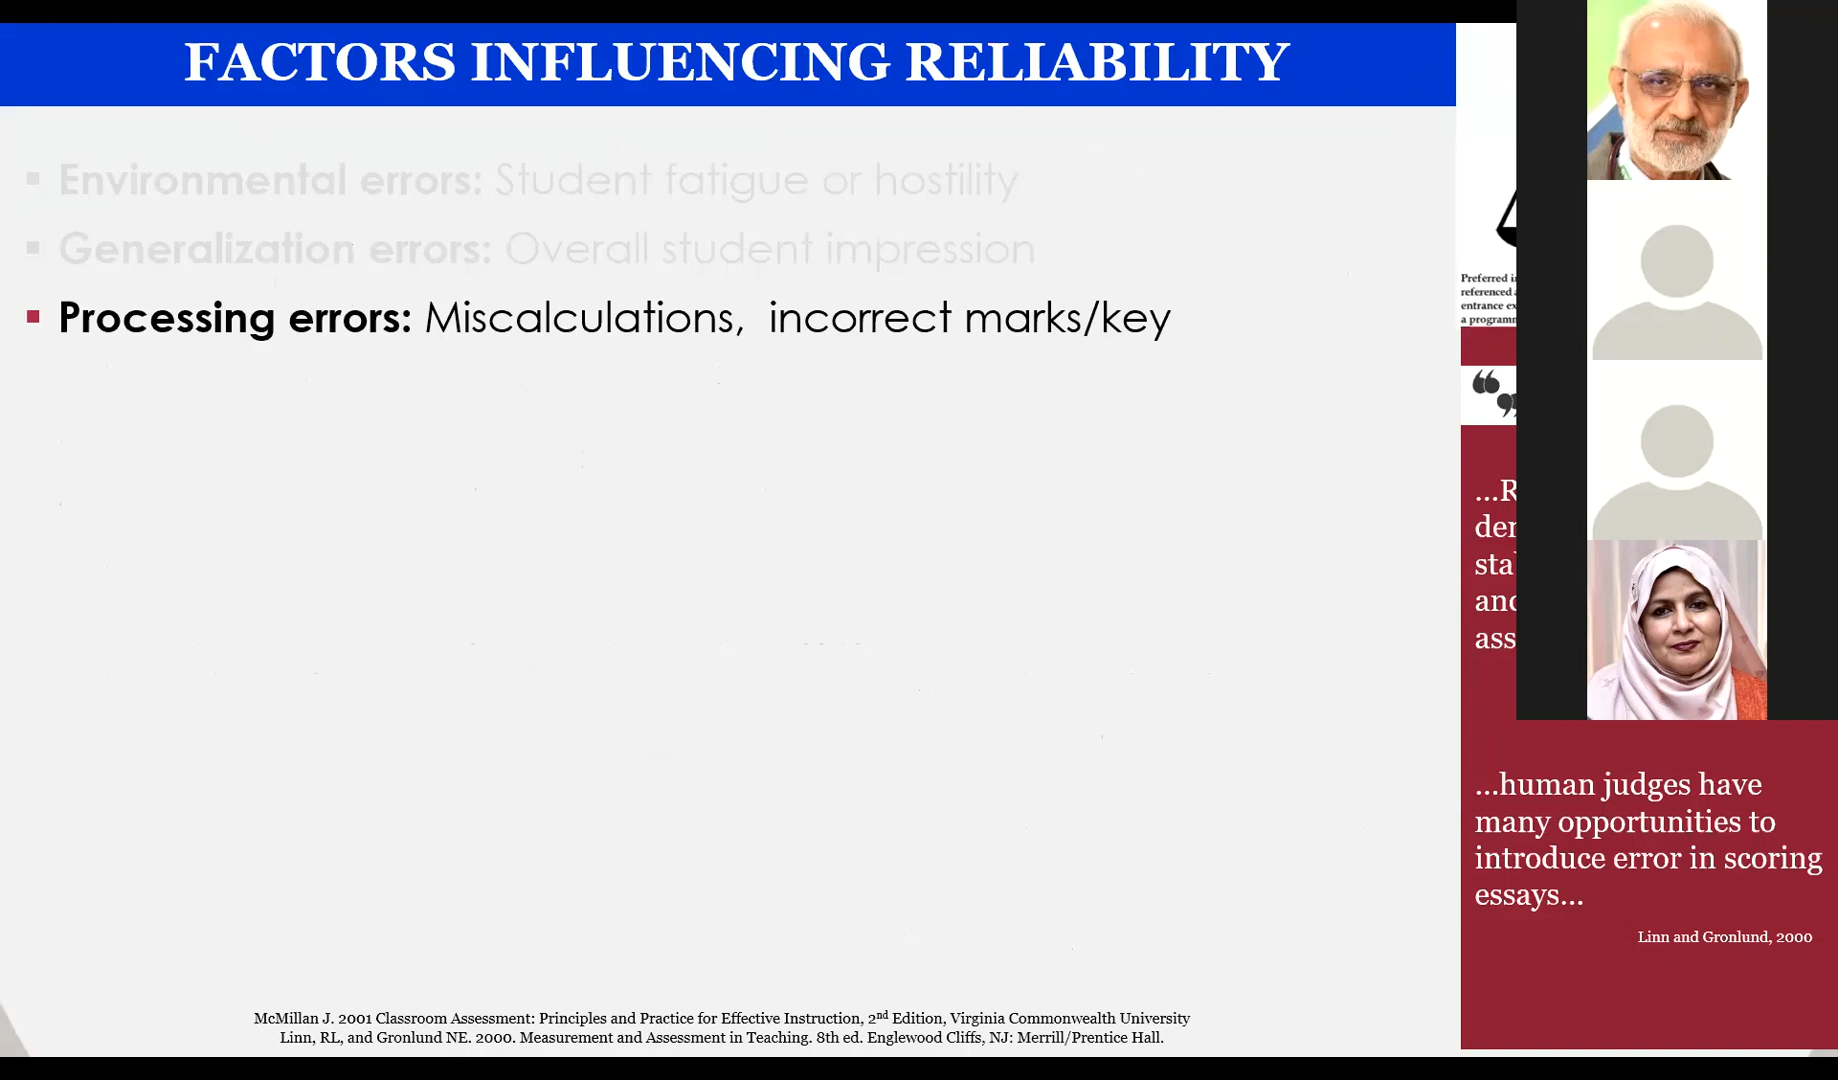 FACTORS INFLUENCING RELIABILITY
▪ Environmental errors: Student fatigue or hostility
▪ Generalization errors: Overall student impression
▪ Processing errors: Miscalculations, incorrect marks/key
Preferred
referenced
entrance
a
...human judges have
many opportunities to
introduce error in scoring
essays...
Linn and Gronlund, 2000
McMillan J. 2001 Classroom Assessment: Principles and Practice for Effective Instruction, 2nd Edition, Virginia Commonwealth University
Linn, RL, and Gronlund NE. 2000. Measurement and Assessment in Teaching. 8th ed. Englewood Cliffs, NJ: Merrill/Prentice Hall.